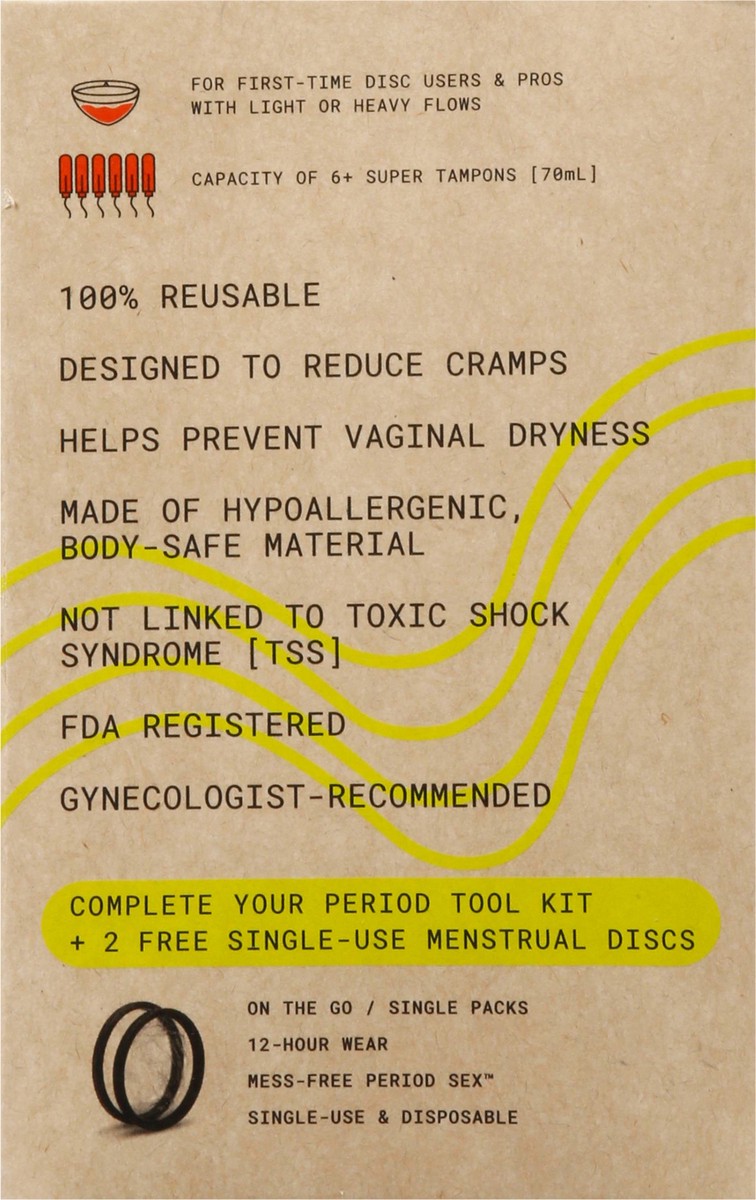 FOR FIRST-TIME DISC USERS & PROS
WITH LIGHT OR HEAVY FLOWS
CAPACITY OF 6+ SUPER TAMPONS [70mL]
100% REUSABLE
DESIGNED TO REDUCE CRAMPS
HELPS PREVENT VAGINAL DRYNESS
MADE OF HYPOALLERGENIC,
BODY-SAFE MATERIAL
NOT LINKED TO TOXIC SHOCK
SYNDROME [TSS]
FDA REGISTERED
GYNECOLOGIST-RECOMMENDED
COMPLETE YOUR PERIOD TOOL KIT
+ 2 FREE SINGLE-USE MENSTRUAL DISCS
ON THE GO / SINGLE PACKS
12-HOUR WEAR
MESS-FREE PERIOD SEX™
SINGLE-USE & DISPOSABLE